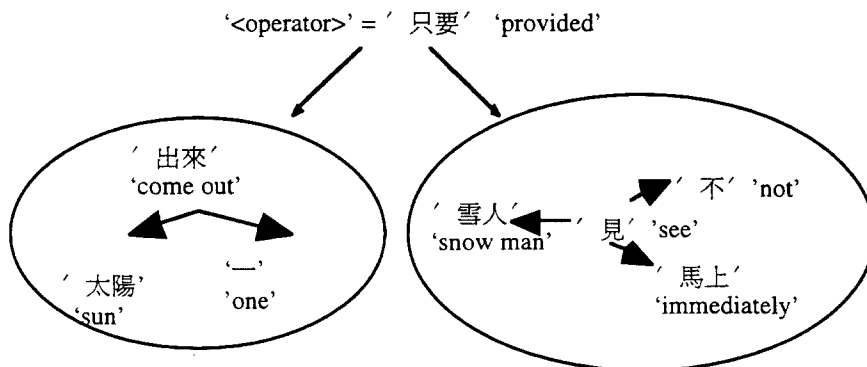 ‘<operator>’ = ′ 只要′ ‘provided’
′ 出來′
‘come out’
′ 太陽’
‘sun’
‘一’
’one’
′ 雪人′
‘snow man’
′ 見′ ‘see’
′ 不′ ‘not’
′ 馬上′
‘immediately’